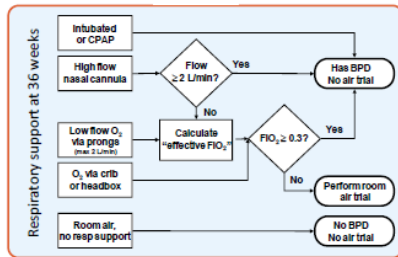 Respiratory support at 36 weeks
Intubated
or CPAP
High flow
nasal cannula
Flow
≥ 2 L/min?
Yes
Has BPD
No air trial
No
Low flow O₂
via prongs
(max 2 L/min)
Calculate
“effective FIO₂”
FIO₂ ≥ 0.3?
Yes
O₂ via crib
or headbox
No
Perform room
air trial
Room air,
no resp support
No BPD
No air trial